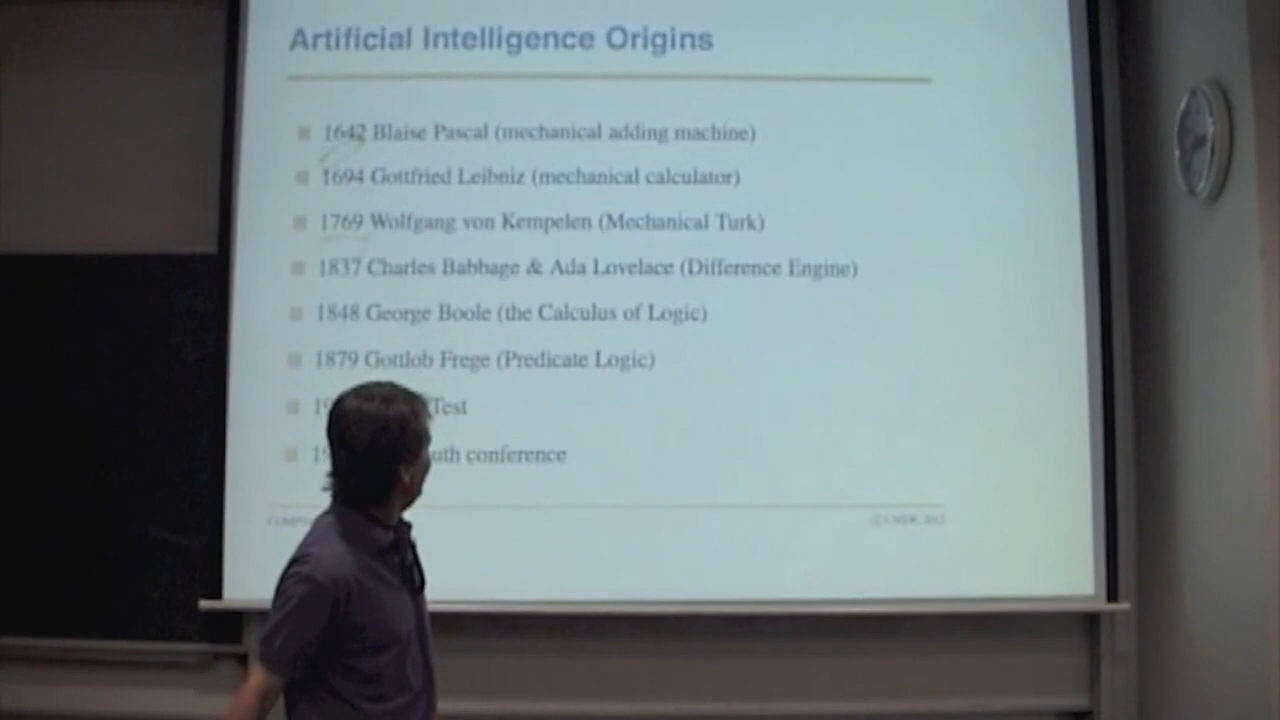 Artificial Intelligence Origins
1642 Blaise Pascal (mechanical adding machine)
1694 Gottfried Leibniz (mechanical calculator)
1769 Wolfgang von Kempelen (Mechanical Turk)
1837 Charles Babbage & Ada Lovelace (Difference Engine)
1848 George Boole (the Calculus of Logic)
1879 Gottlob Frege (Predicate Logic)
Test
conference